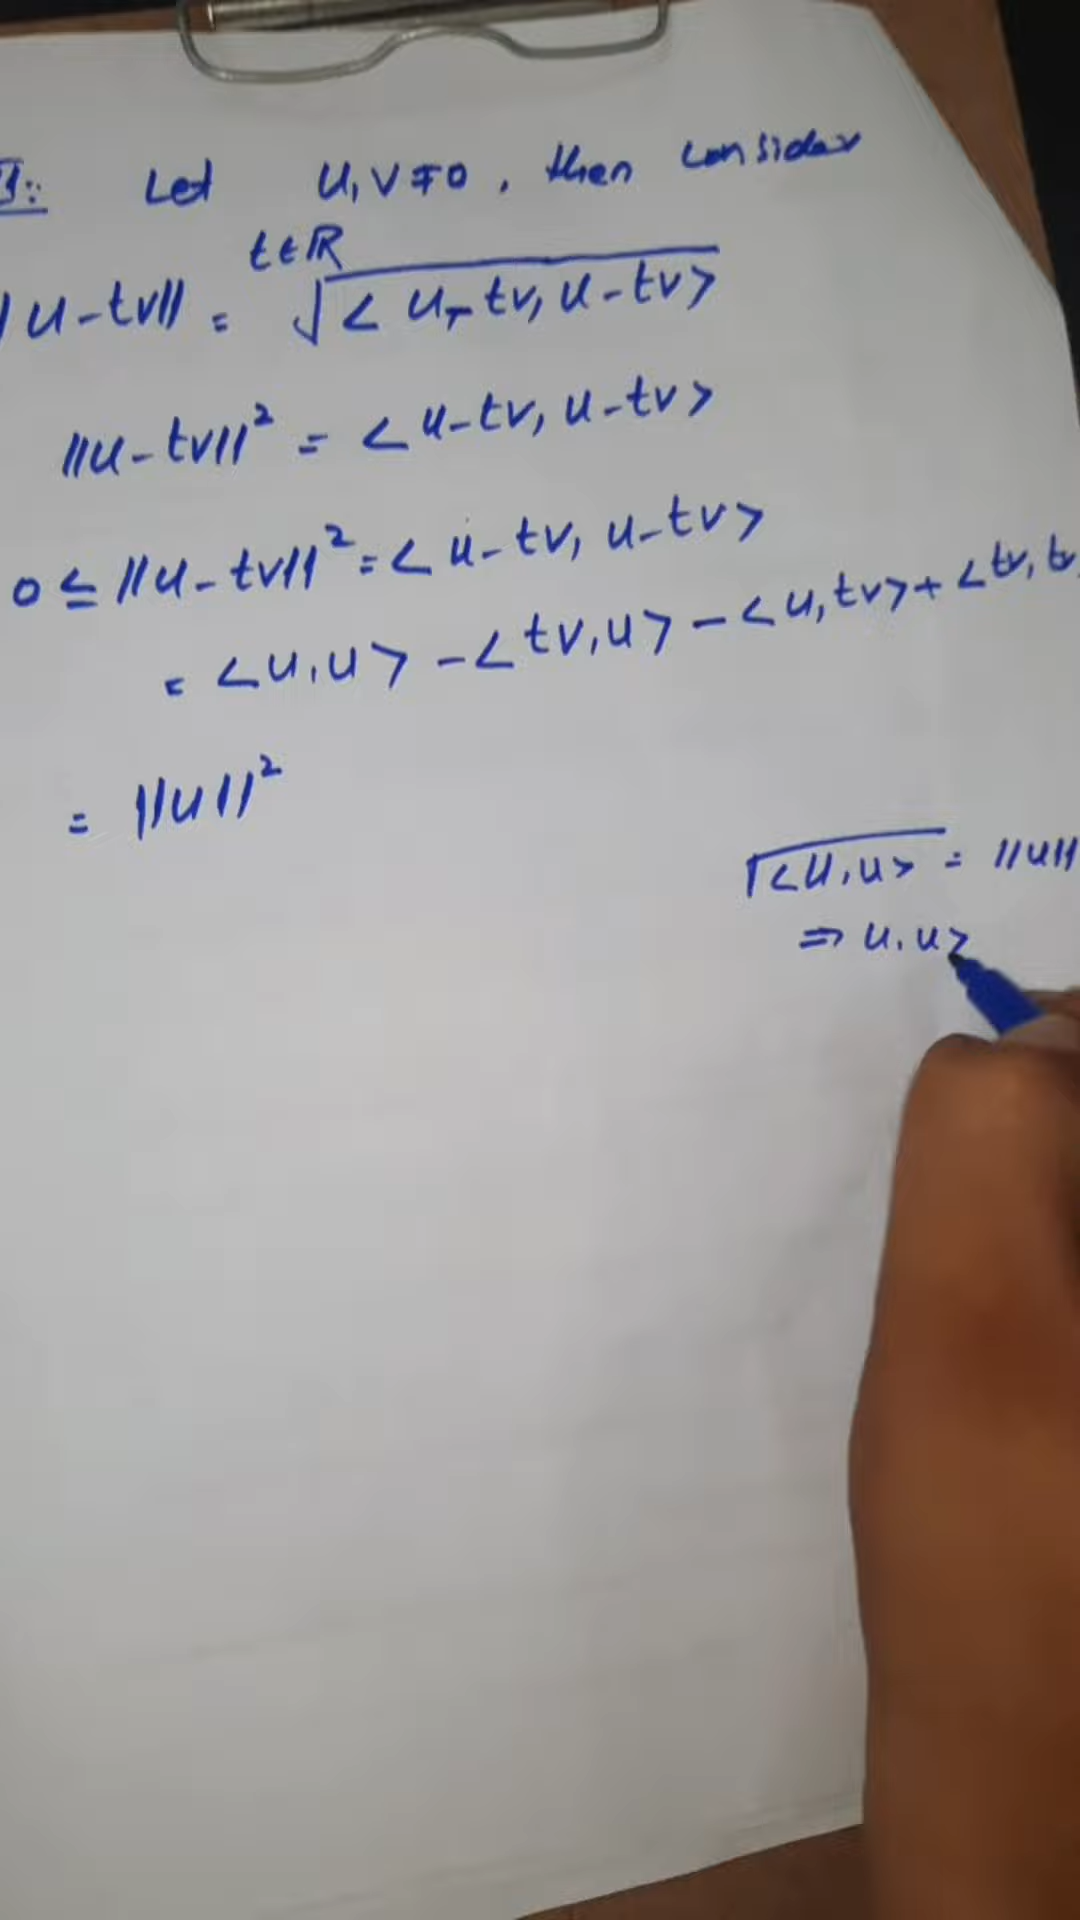 Let u, v ≠ 0, then consider
t ∈ ℝ
||u - tv|| = √<u - tv, u - tv>
||u - tv||² = <u - tv, u - tv>
0 ≤ ||u - tv||² = <u - tv, u - tv>
= <u, u> - <tv, u> - <u, tv> + <tv, tv
= ||u||²
√<u, u> = ||u||
⇒ u, u>